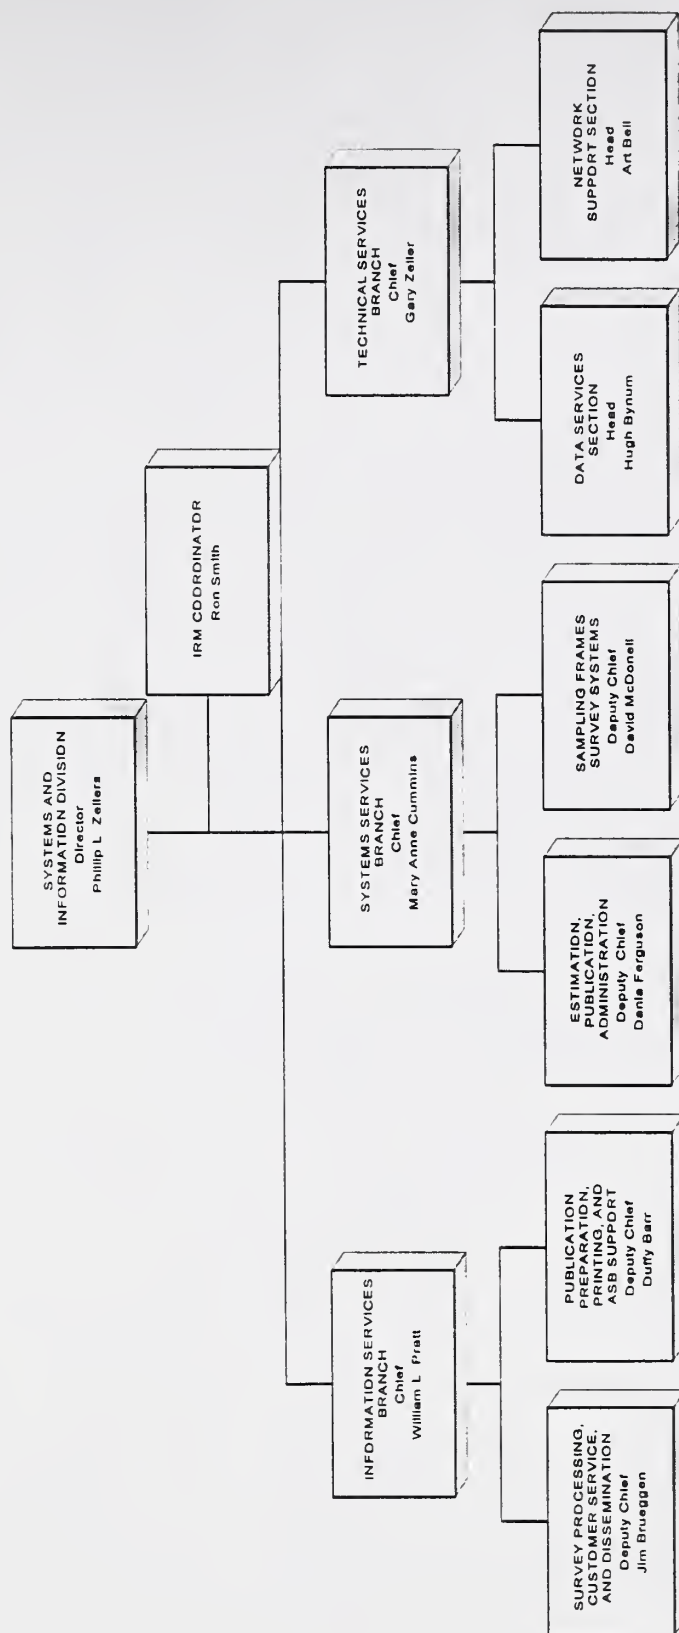 SYSTEMS AND
INFORMATION DIVISION
Director
Phillip L. Zellers
IRM COORDINATOR
Ron Smith
INFORMATION SERVICES
BRANCH
Chief
William L. Pratt
SYSTEMS SERVICES
BRANCH
Chief
Mary Anne Cummins
TECHNICAL SERVICES
BRANCH
Chief
Gary Zeller
SURVEY PROCESSING,
CUSTOMER SERVICE,
AND DISSEMINATION
Deputy Chief
Jim Brueggen
PUBLICATION
PREPARATION,
PRINTING, AND
ASB SUPPORT
Deputy Chief
Duffy Barr
ESTIMATION,
PUBLICATION,
ADMINISTRATION
Deputy Chief
Dania Ferguson
SAMPLING FRAMES
SURVEY SYSTEMS
Deputy Chief
David McDonell
DATA SERVICES
SECTION
Head
Hugh Bynum
NETWORK
SUPPORT SECTION
Head
Art Bell